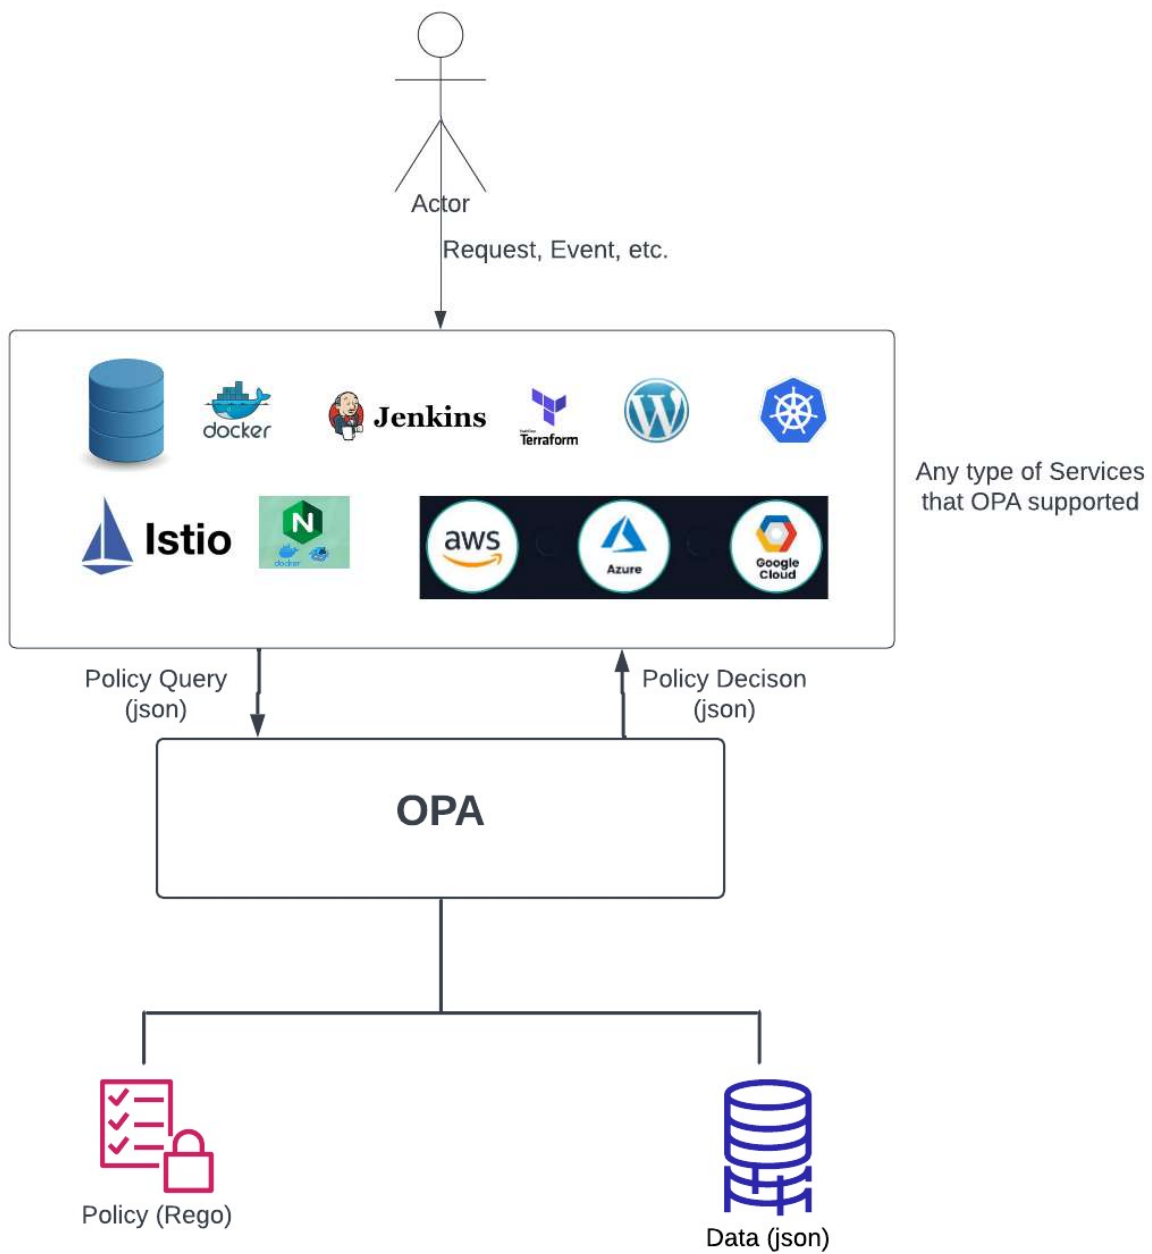 Actor
Request, Event, etc.
docker
Jenkins
Terraform
W
Any type of Services
that OPA supported
Istio
N
docker
aws
Azure
Google
Cloud
Policy Query
(json)
Policy Decison
(json)
OPA
Policy (Rego)
Data (json)